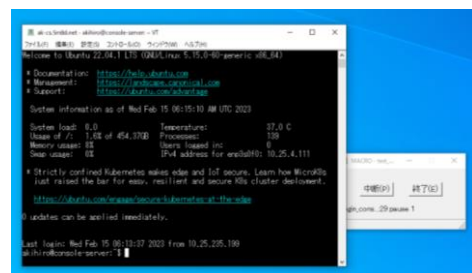 akihiro@console-server: ~ VT
ファイル(F) 編集(E) 設定(S) コントロール(O) ウィンドウ(W) ヘルプ(H)
Welcome to Ubuntu 22.04.1 LTS (GNU/Linux 5.15.0-60-generic x86_64)
* Documentation: https://help.ubuntu.com
* Management: https://landscape.canonical.com
* Support: https://ubuntu.com/advantage
System information as of Wed Feb 15 06:15:10 AM UTC 2023
System load: 0.0 Temperature: 37.0 C
Usage of /: 1.6% of 454.37GB Processes: 139
Memory usage: 8% Users logged in: 0
Swap usage: 0% IPv4 address for enp3s0f0: 10.25.4.111
* Strictly confined Kubernetes makes edge and IoT secure. Learn how MicroK8s
just raised the bar for easy, resilient and secure K8s cluster deployment.
https://ubuntu.com/engage/secure-kubernetes-at-the-edge
0 updates can be applied immediately.
Last login: Wed Feb 15 06:13:37 2023 from 10.25.235.198
akihiro@console-server:~$
MACRO - test_...
中断(P) 終了(E)
29:pause 1